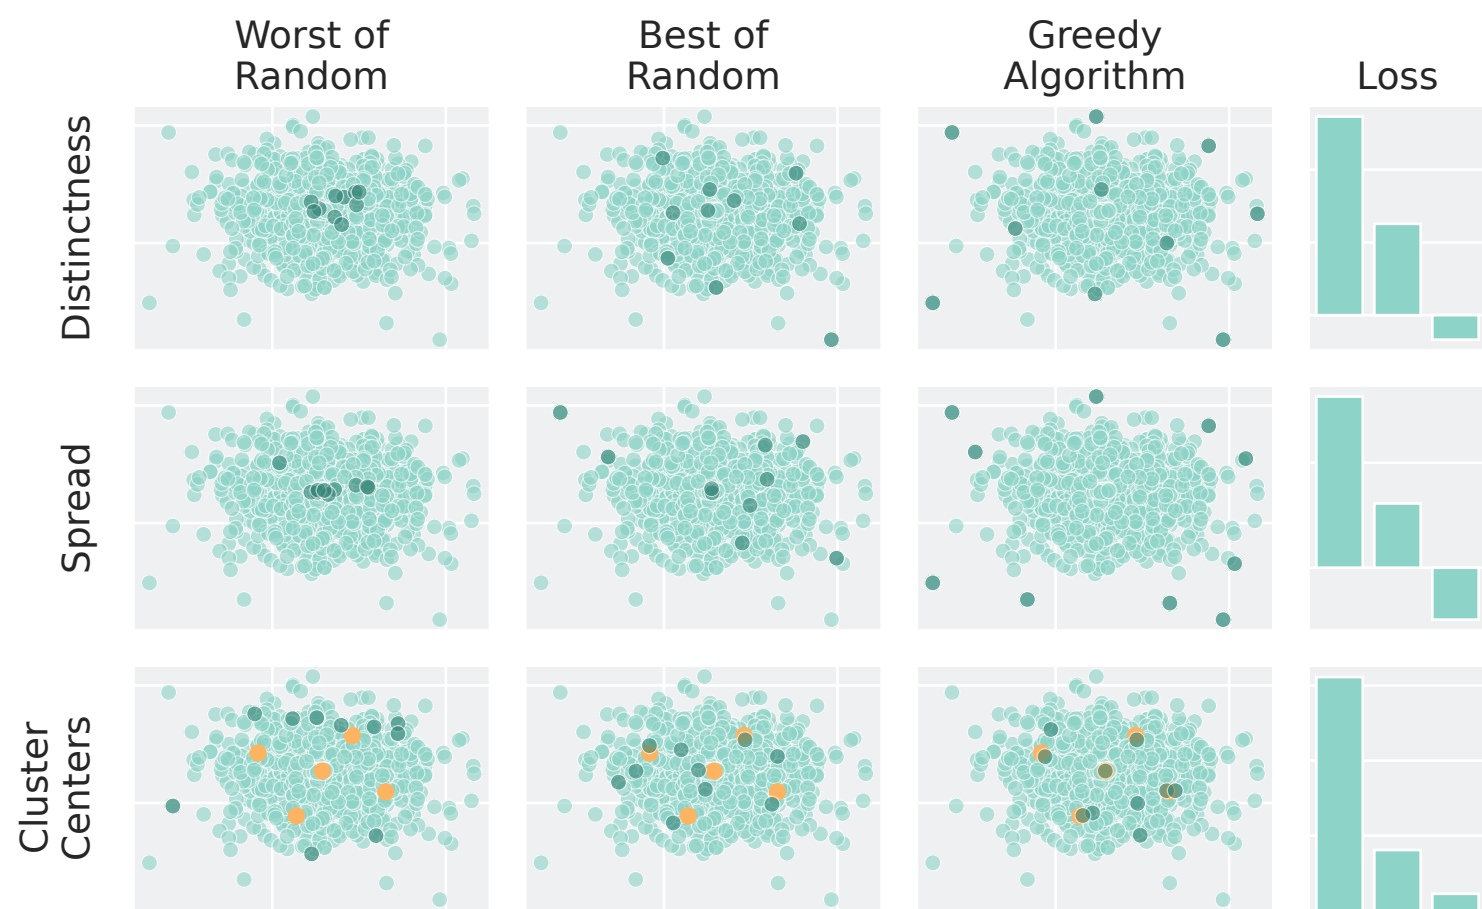 Worst of
Random
Best of
Random
Greedy
Algorithm
Loss
Distinctness
Spread
Cluster
Centers